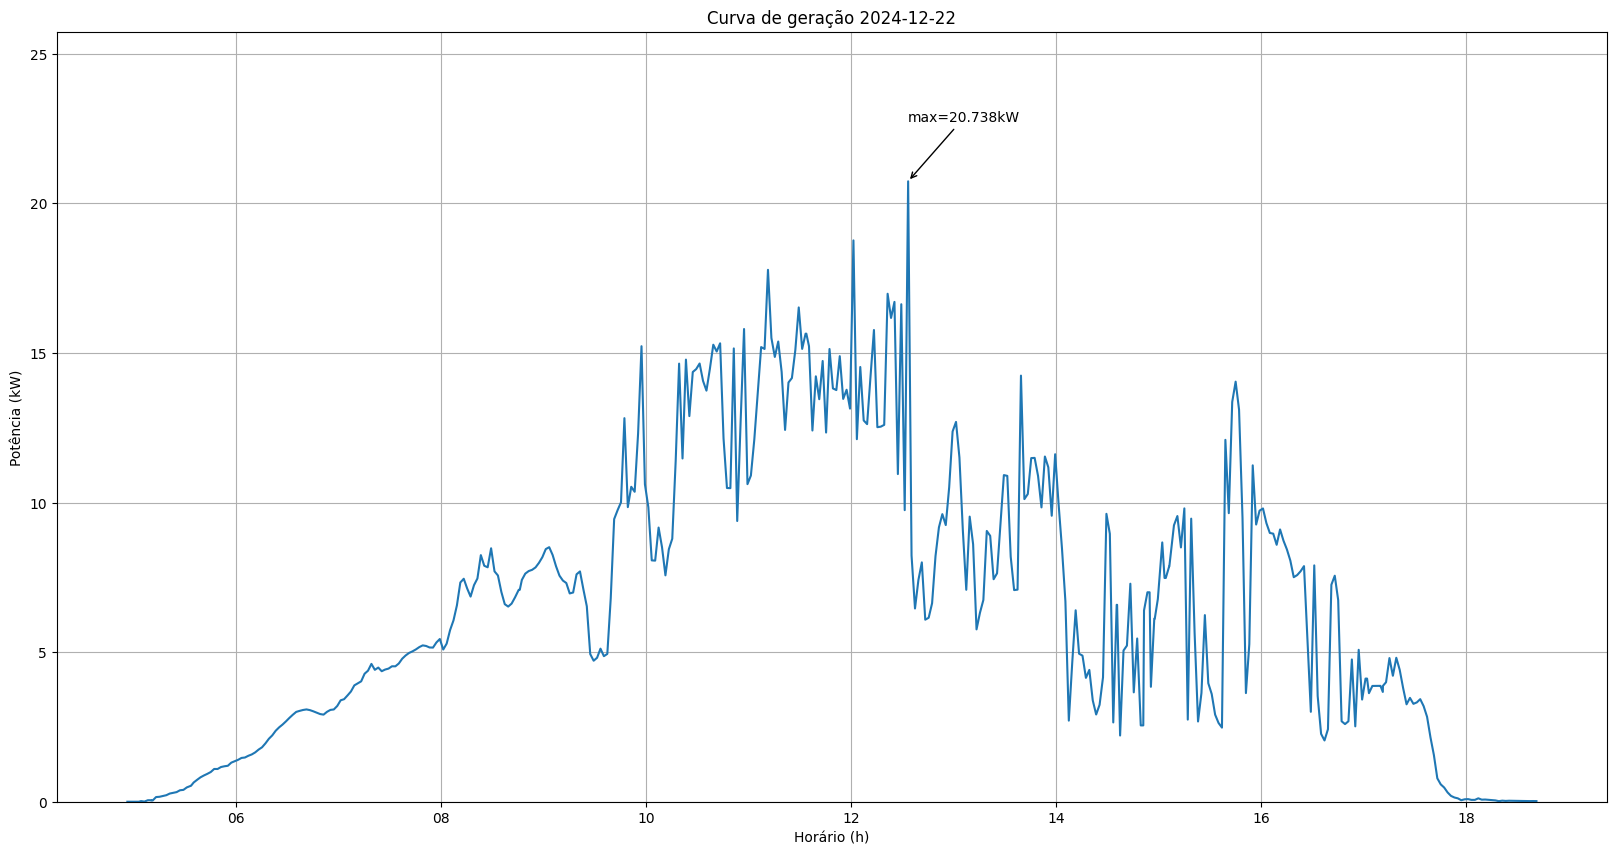 Curva de geração 2024-12-22
25
20
15
10
5
0
Potência (kW)
max=20.738kW
06 08 10 12 14 16 18
Horário (h)